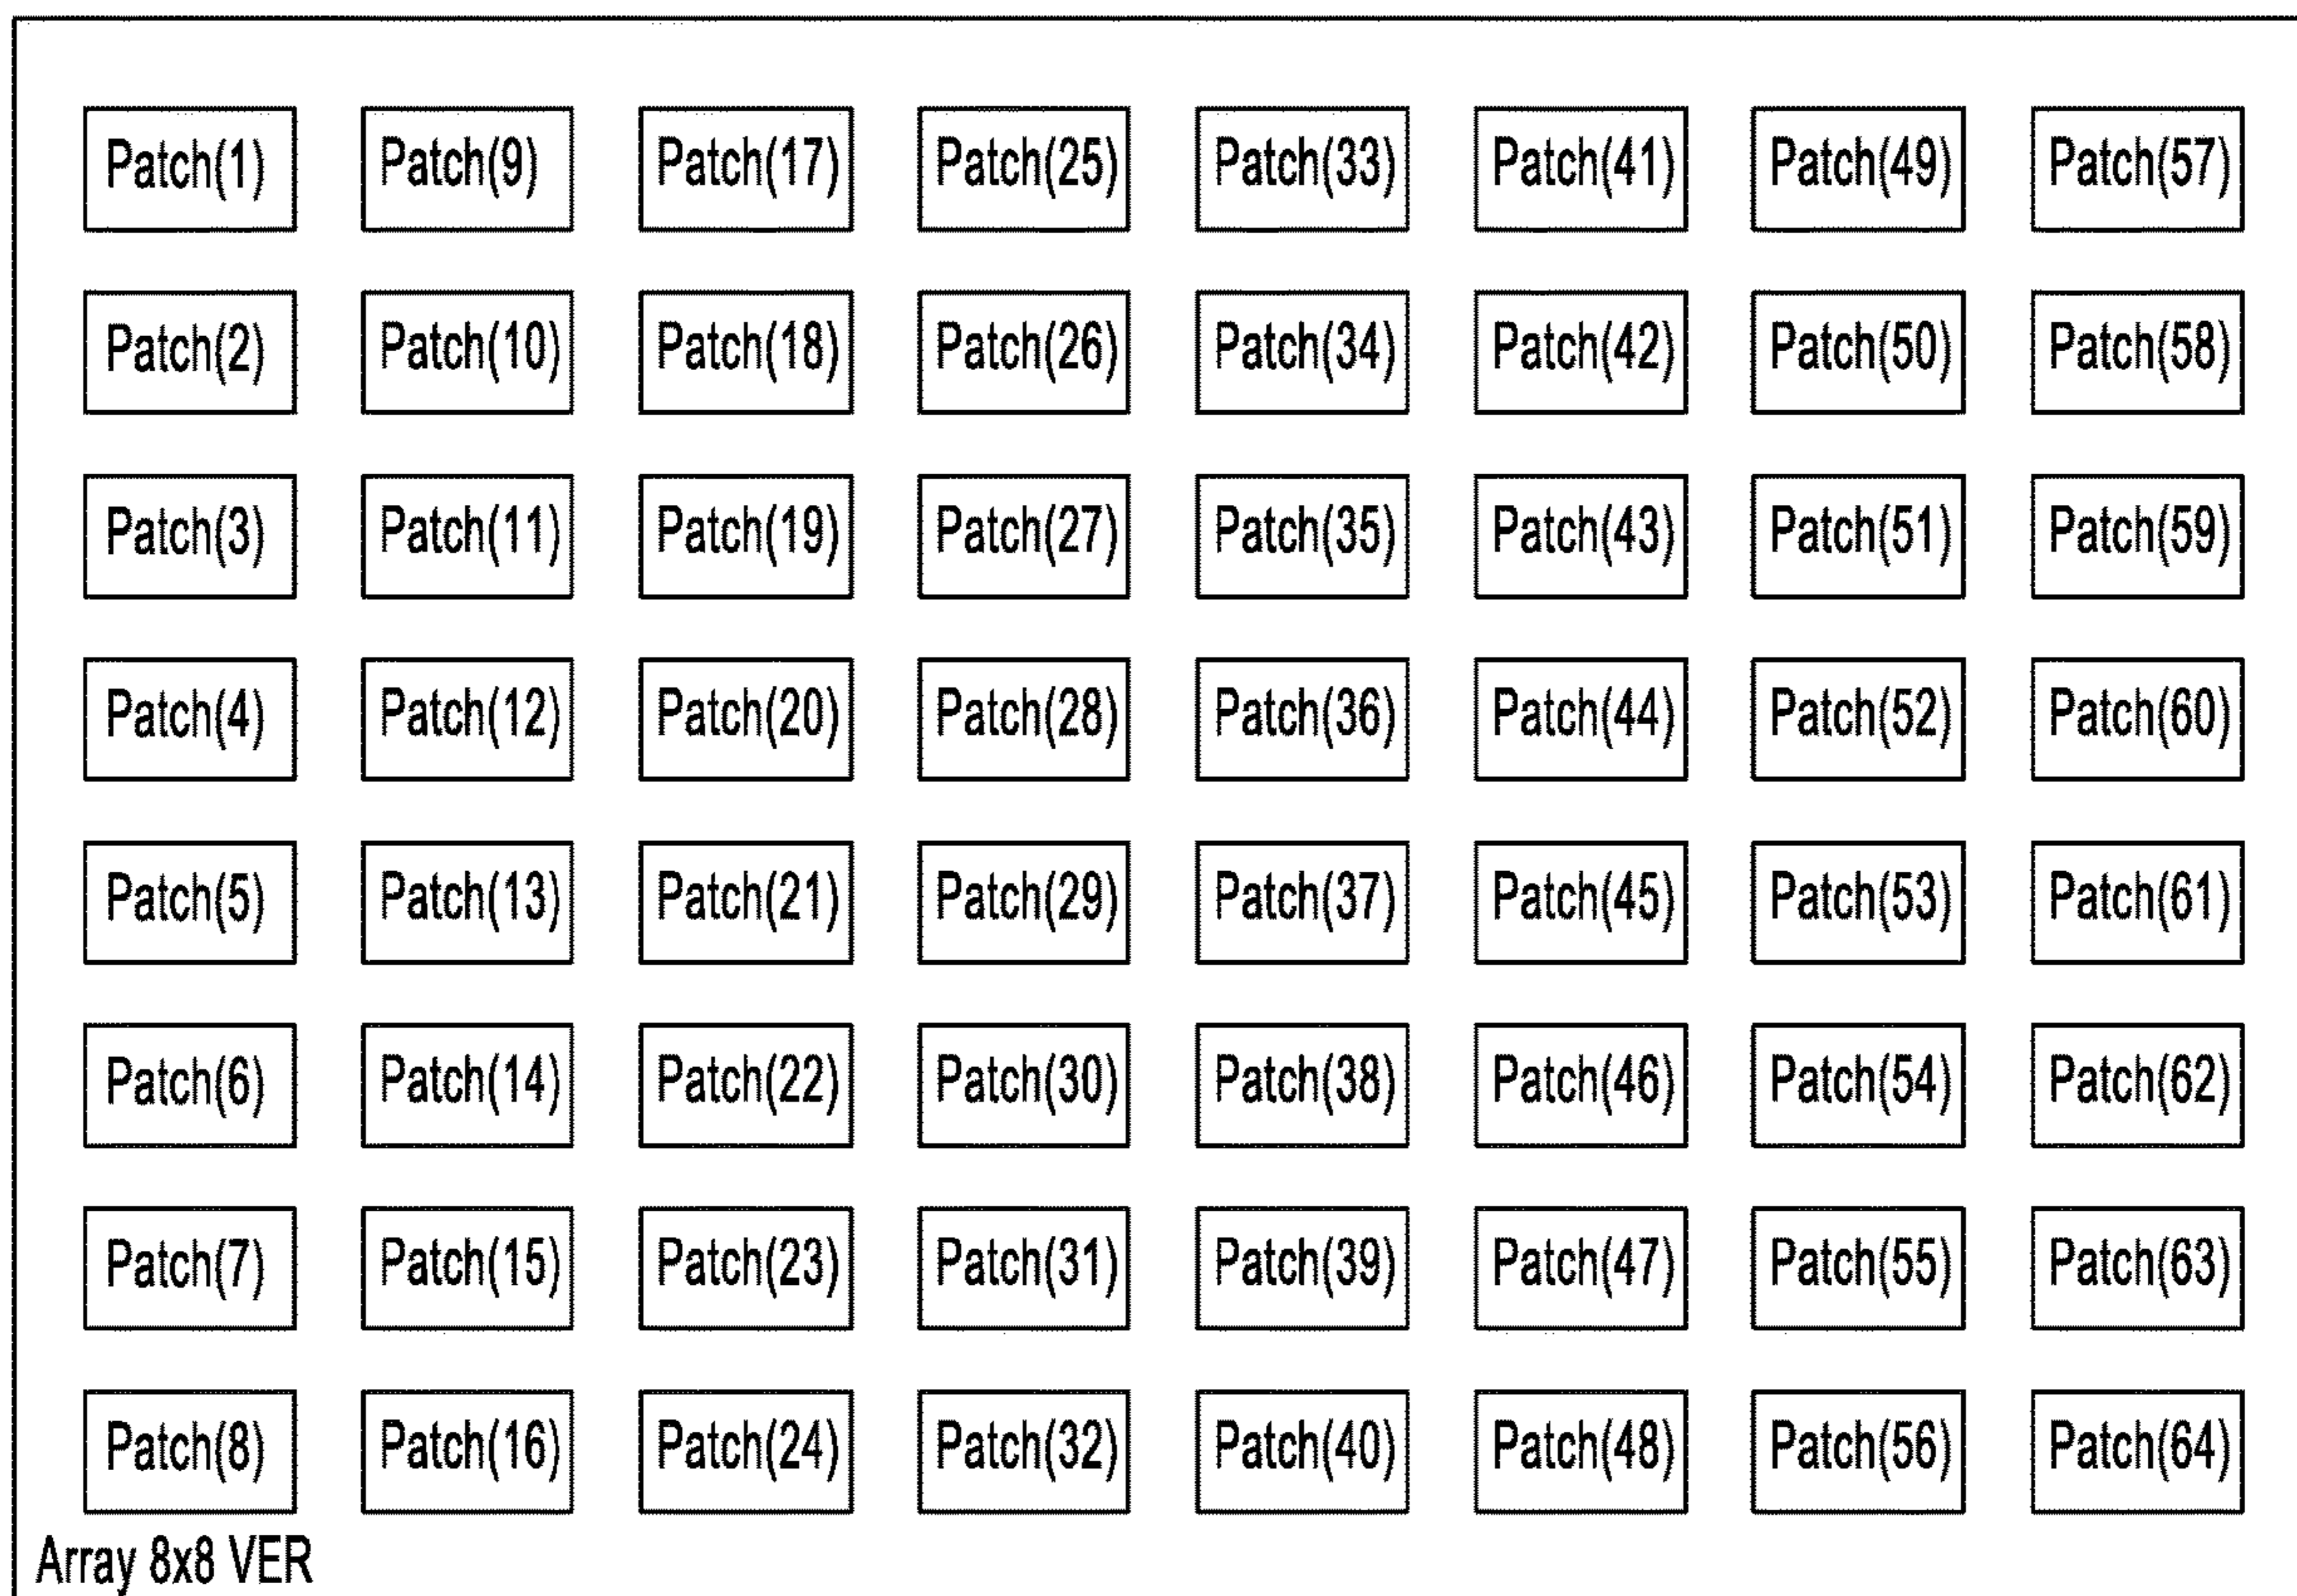 Patch(1) Patch(9) Patch(17) Patch(25) Patch(33) Patch(41) Patch(49) Patch(57)
Patch(2) Patch(10) Patch(18) Patch(26) Patch(34) Patch(42) Patch(50) Patch(58)
Patch(3) Patch(11) Patch(19) Patch(27) Patch(35) Patch(43) Patch(51) Patch(59)
Patch(4) Patch(12) Patch(20) Patch(28) Patch(36) Patch(44) Patch(52) Patch(60)
Patch(5) Patch(13) Patch(21) Patch(29) Patch(37) Patch(45) Patch(53) Patch(61)
Patch(6) Patch(14) Patch(22) Patch(30) Patch(38) Patch(46) Patch(54) Patch(62)
Patch(7) Patch(15) Patch(23) Patch(31) Patch(39) Patch(47) Patch(55) Patch(63)
Patch(8) Patch(16) Patch(24) Patch(32) Patch(40) Patch(48) Patch(56) Patch(64)
Array 8x8 VER